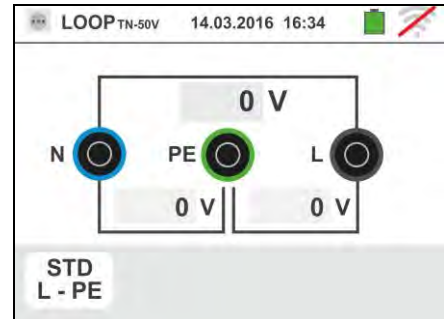 LOOP TN-50V 14.03.2016 16:34
0 V
N PE L
0 V 0 V
STD
L - PE